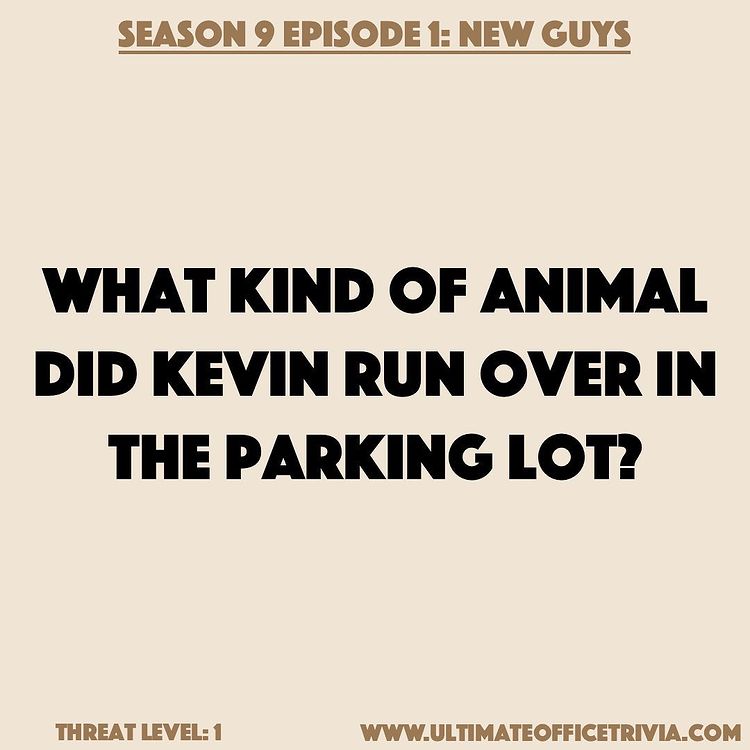 SEASON 9 EPISODE 1: NEW GUYS
WHAT KIND OF ANIMAL
DID KEVIN RUN OVER IN
THE PARKING LOT?
THREAT LEVEL: 1
WWW.ULTIMATEOFFICETRIVIA.COM